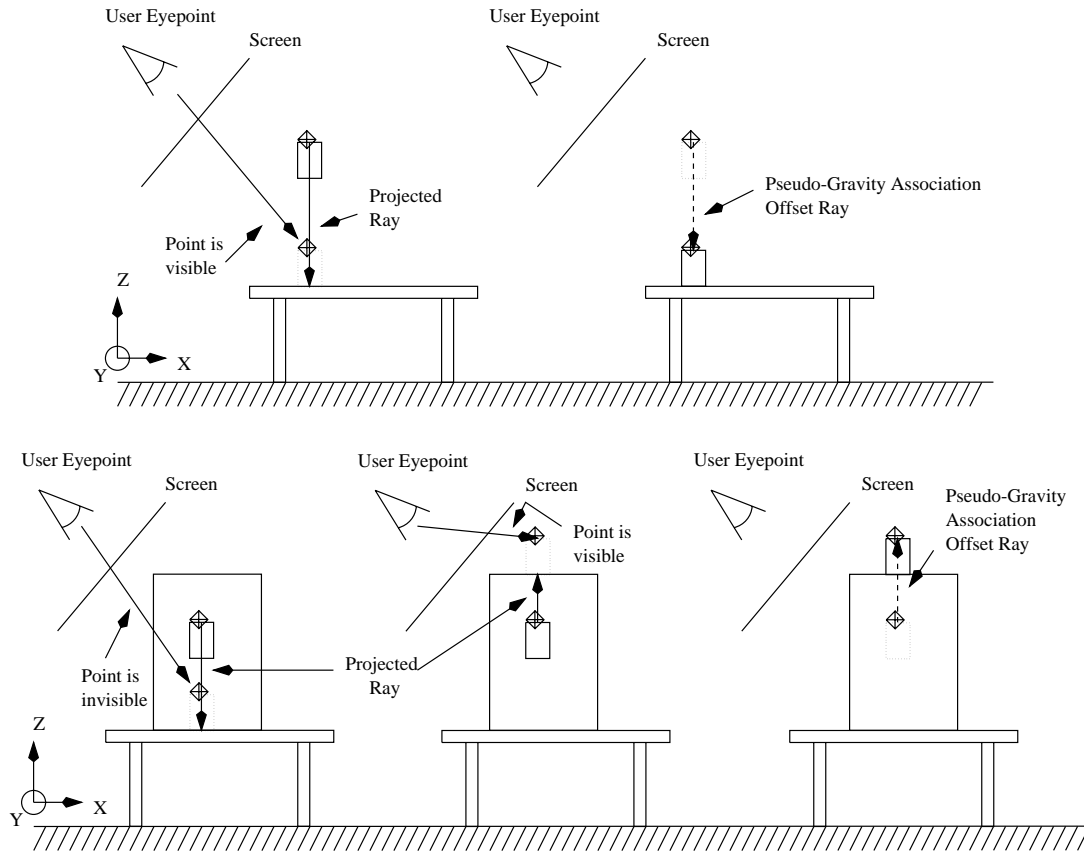 User Eyepoint
Screen
Projected
Ray
Point is
visible
Z
X
Y
User Eyepoint
Screen
Pseudo-Gravity Association
Offset Ray
User Eyepoint
Screen
Point is
invisible
Z
X
Y
Projected
Ray
User Eyepoint
Screen
Point is
visible
User Eyepoint
Screen
Pseudo-Gravity
Association
Offset Ray